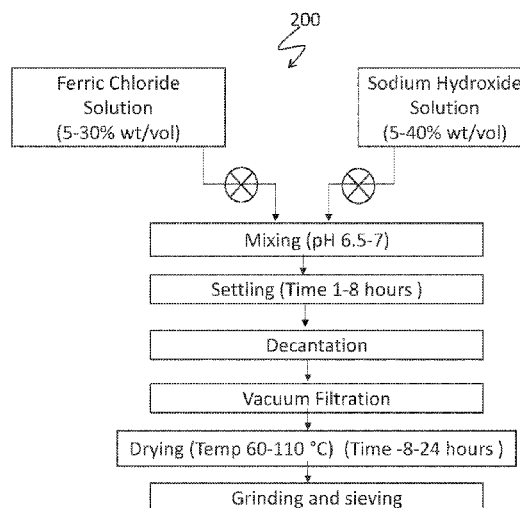 200
Ferric Chloride
Solution
(5-30% wt/vol)
Sodium Hydroxide
Solution
(5-40% wt/vol)
Mixing (pH 6.5-7)
Settling (Time 1-8 hours )
Decantation
Vacuum Filtration
Drying (Temp 60-110 °C) (Time -8-24 hours )
Grinding and sieving